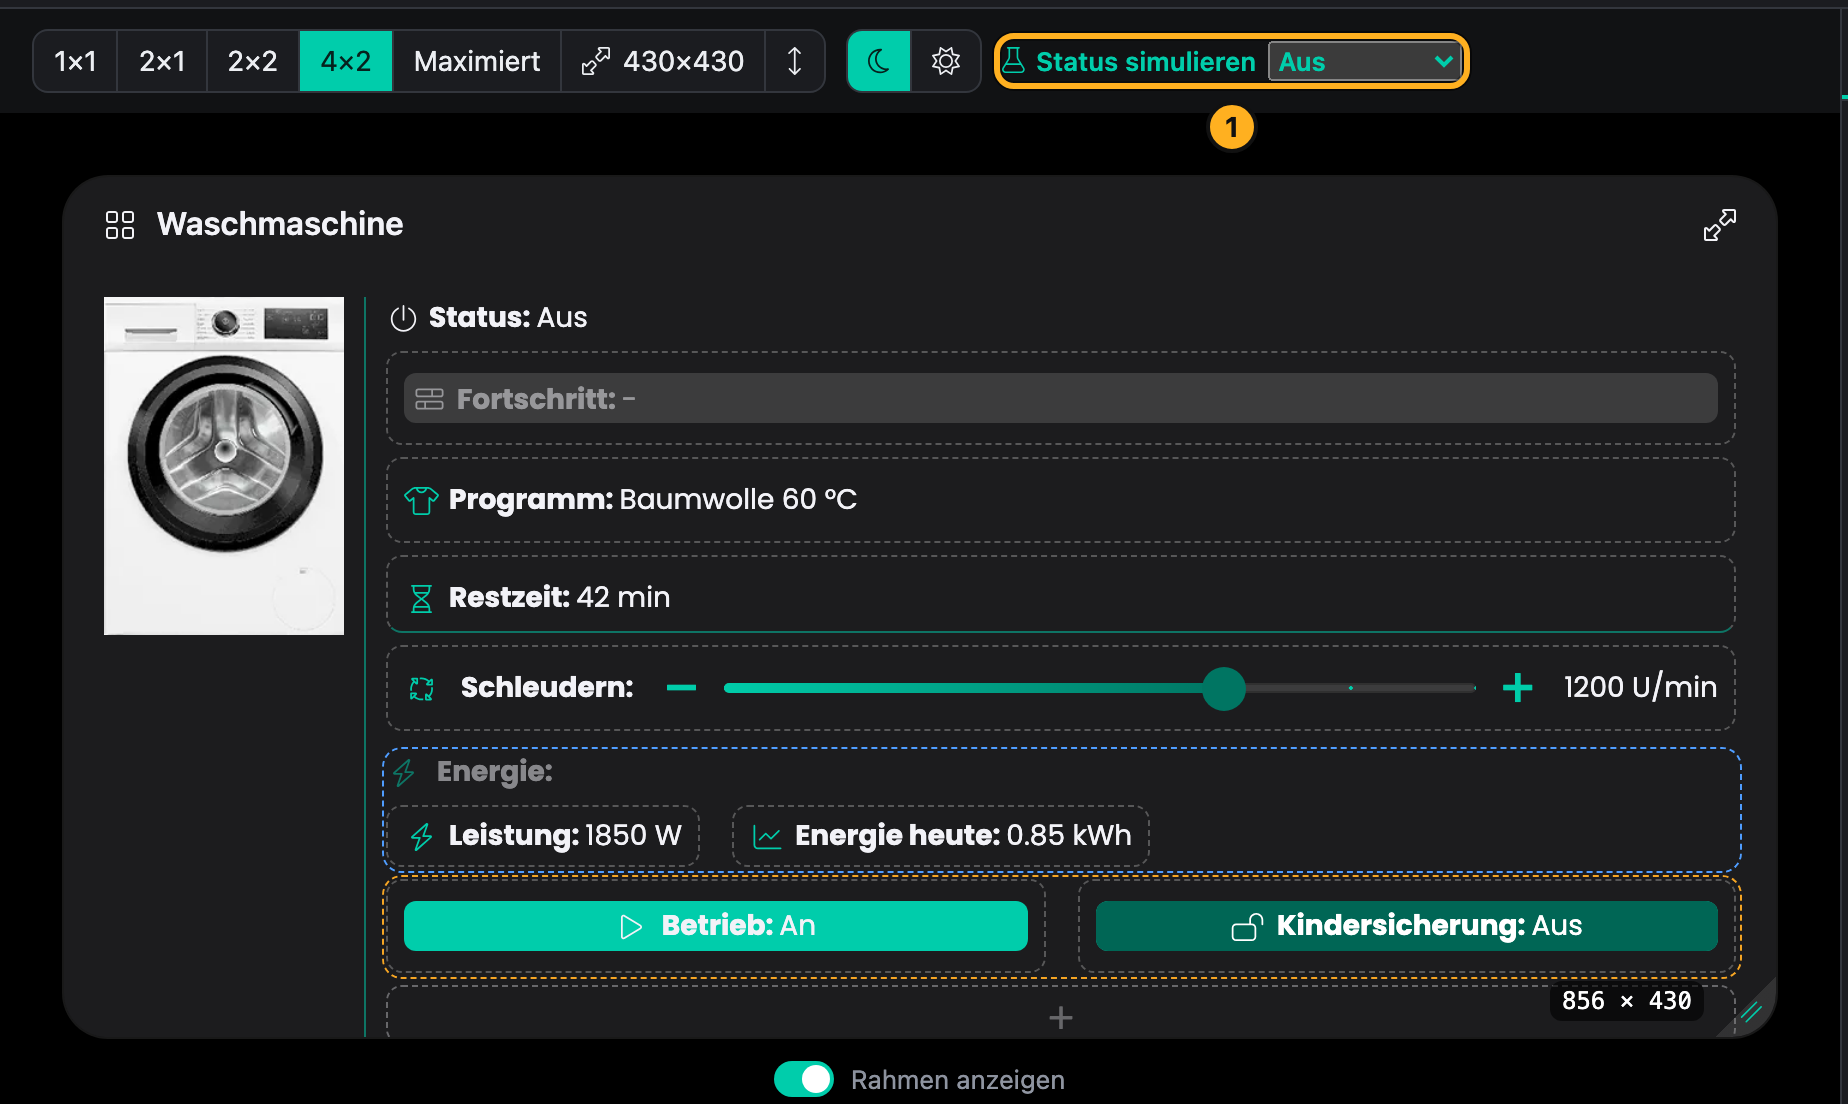 1×1 2×1 2×2 4×2 Maximiert 430×430 Status simulieren Aus
1
Waschmaschine
Status: Aus
Fortschritt: -
Programm: Baumwolle 60 °C
Restzeit: 42 min
Schleudern: 1200 U/min
Energie:
Leistung: 1850 W Energie heute: 0.85 kWh
Betrieb: An Kindersicherung: Aus
856 × 430
+
Rahmen anzeigen